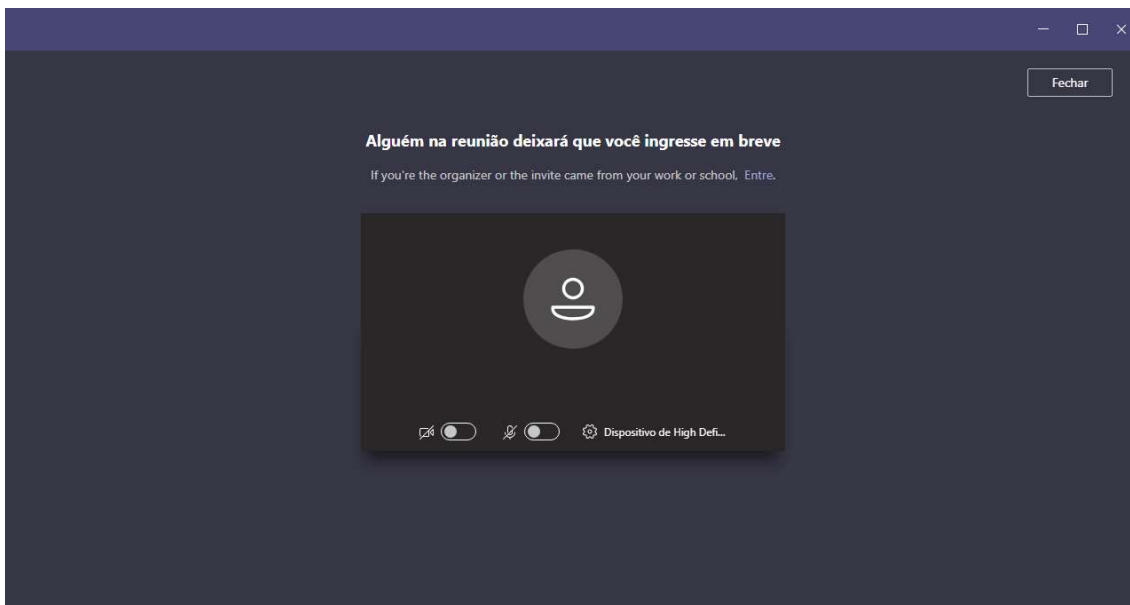 Fechar
Alguém na reunião deixará que você ingresse em breve
If you're the organizer or the invite came from your work or school, Entre.
Dispositivo de High Defi...